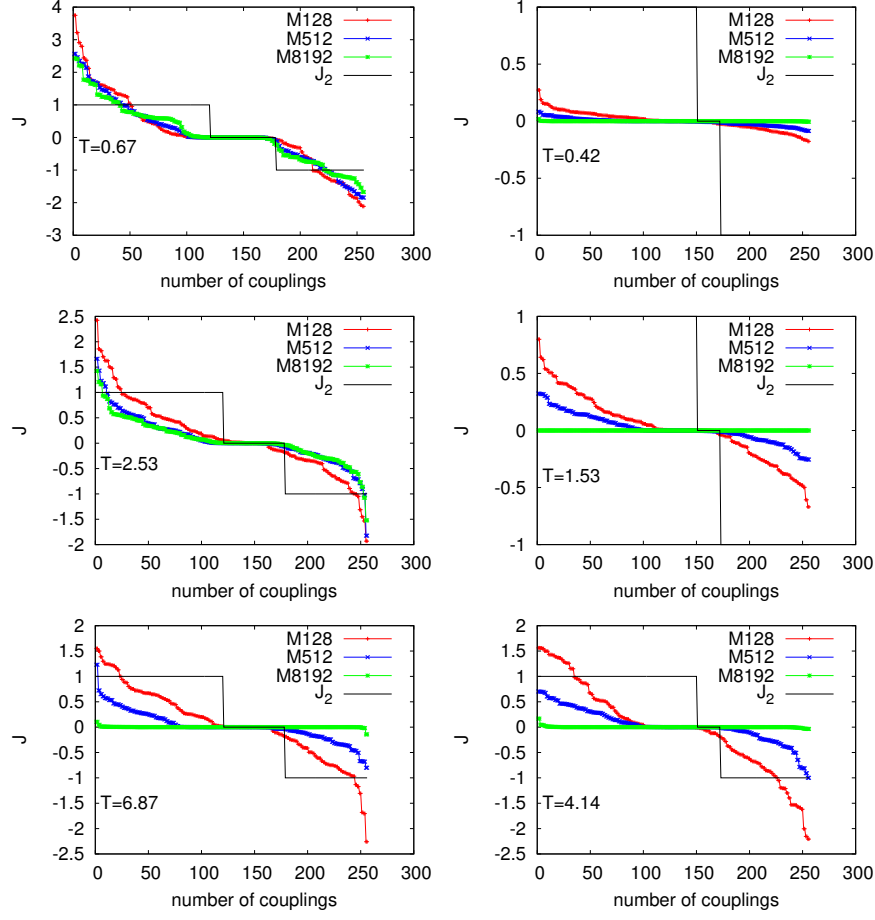 4
3
2
1
0
-1
-2
-3
J
0 50 100 150 200 250 300
number of couplings
T=0.67
M128
M512
M8192
J2
1
0.5
0
-0.5
-1
J
0 50 100 150 200 250 300
number of couplings
T=0.42
M128
M512
M8192
J2
2.5
2
1.5
1
0.5
0
-0.5
-1
-1.5
-2
J
0 50 100 150 200 250 300
number of couplings
T=2.53
M128
M512
M8192
J2
1
0.5
0
-0.5
-1
J
0 50 100 150 200 250 300
number of couplings
T=1.53
M128
M512
M8192
J2
2
1.5
1
0.5
0
-0.5
-1
-1.5
-2
-2.5
J
0 50 100 150 200 250 300
number of couplings
T=6.87
M128
M512
M8192
J2
2
1.5
1
0.5
0
-0.5
-1
-1.5
-2
-2.5
J
0 50 100 150 200 250 300
number of couplings
T=4.14
M128
M512
M8192
J2